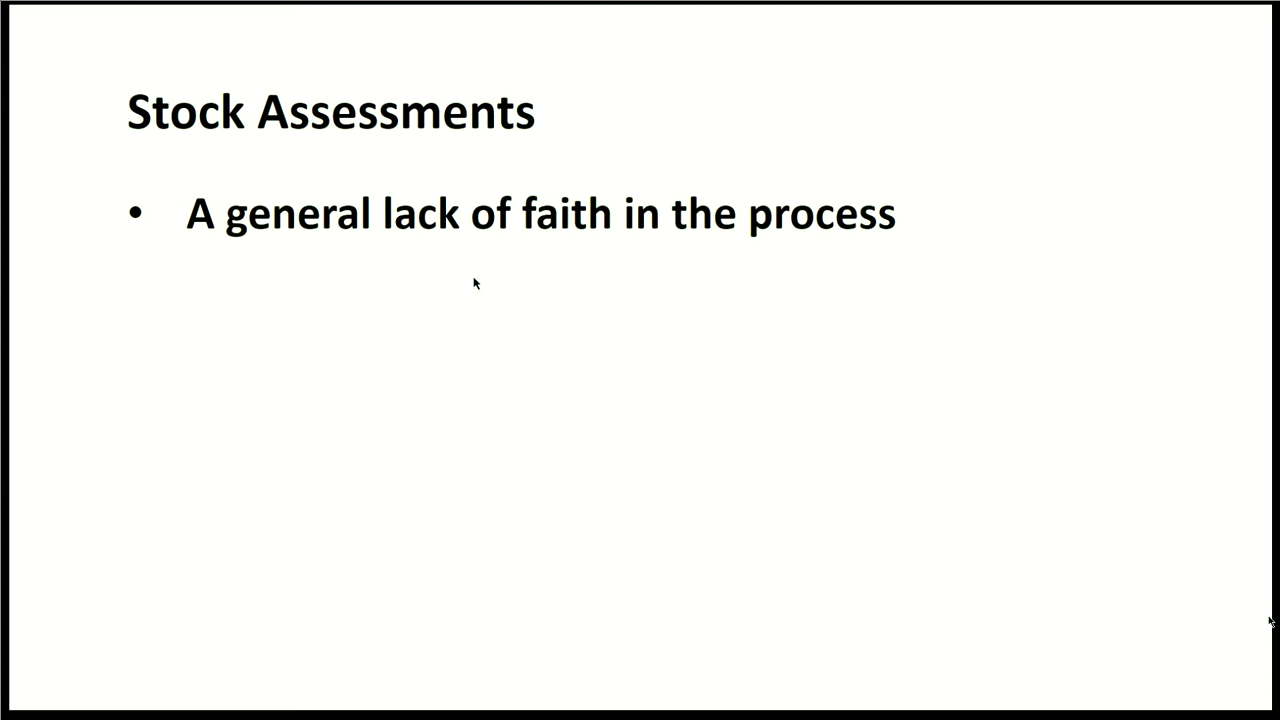 Stock Assessments
• A general lack of faith in the process